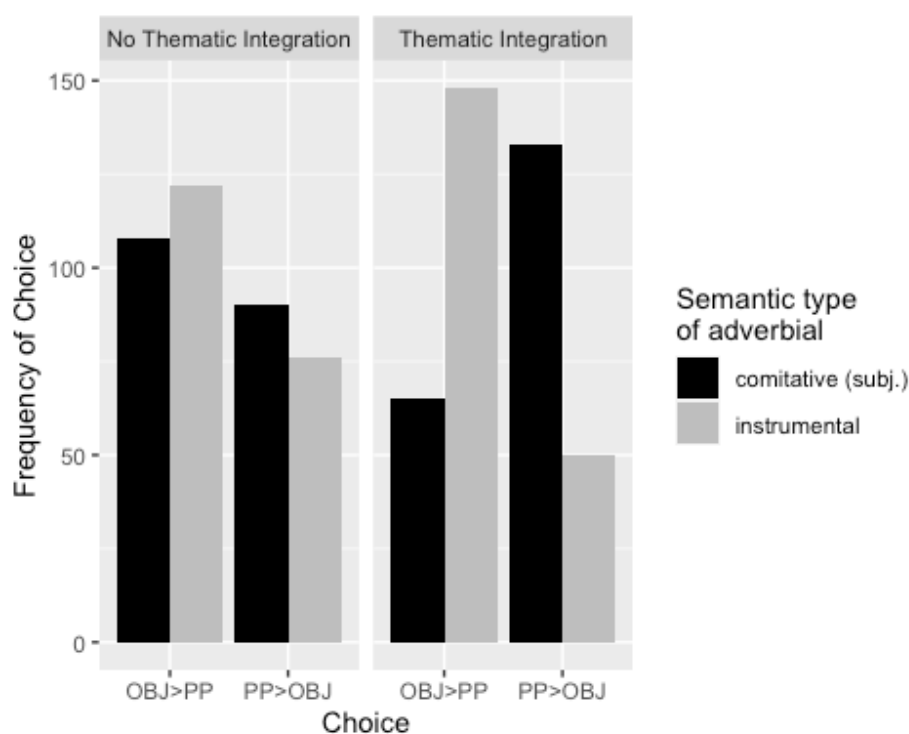 No Thematic Integration
Thematic Integration
150
100
50
0
Frequency of Choice
OBJ>PP
PP>OBJ
OBJ>PP
PP>OBJ
Choice
Semantic type
of adverbial
comitative (subj.)
instrumental